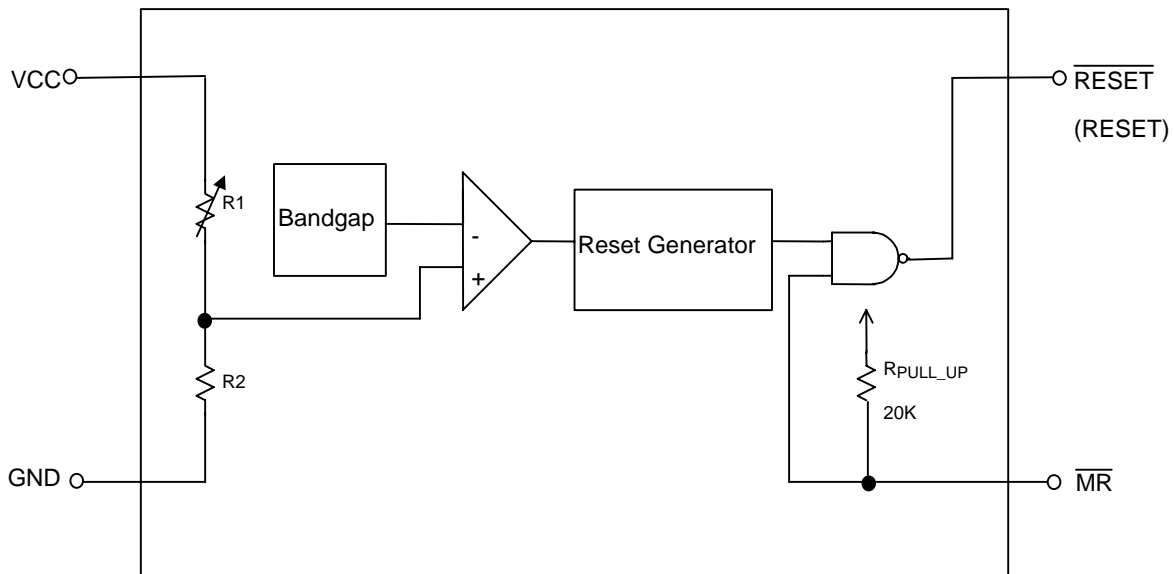 VCC
RESET
(RESET)
R1
Bandgap
-
+
Reset Generator
R2
RPULL_UP
20K
GND
MR